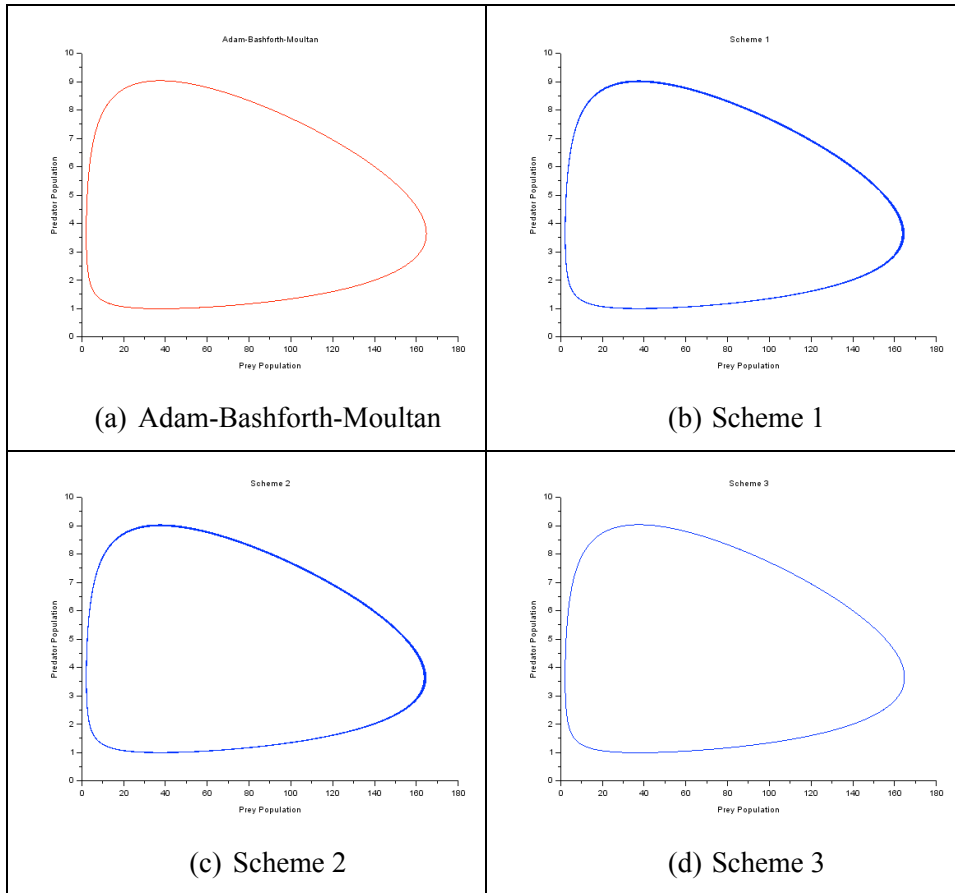 Adam-Bashforth-Moultan
10
9
8
7
6
5
4
3
2
1
0
Predator Population
0 20 40 60 80 100 120 140 160 180
Prey Population
(a) Adam-Bashforth-Moultan
Scheme 1
10
9
8
7
6
5
4
3
2
1
0
Predator Population
0 20 40 60 80 100 120 140 160 180
Prey Population
(b) Scheme 1
Scheme 2
10
9
8
7
6
5
4
3
2
1
0
Predator Population
0 20 40 60 80 100 120 140 160 180
Prey Population
(c) Scheme 2
Scheme 3
10
9
8
7
6
5
4
3
2
1
0
Predator Population
0 20 40 60 80 100 120 140 160 180
Prey Population
(d) Scheme 3